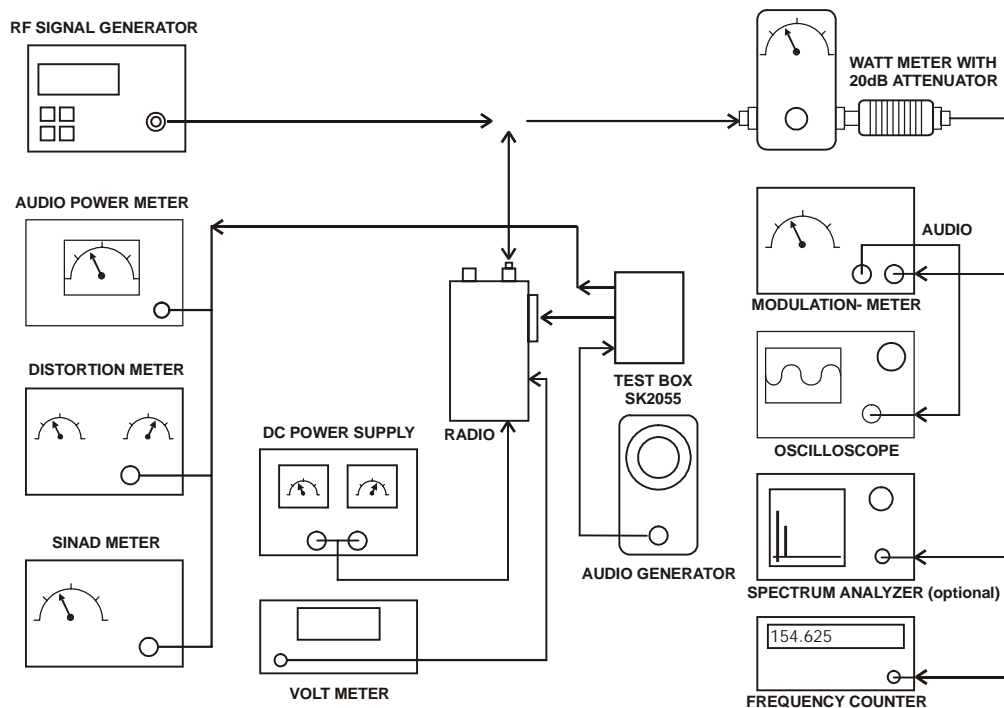 RF SIGNAL GENERATOR
WATT METER WITH
20dB ATTENUATOR
AUDIO POWER METER
AUDIO
MODULATION- METER
DISTORTION METER
TEST BOX
SK2055
DC POWER SUPPLY
RADIO
OSCILLOSCOPE
SINAD METER
AUDIO GENERATOR
SPECTRUM ANALYZER (optional)
154.625
VOLT METER
FREQUENCY COUNTER